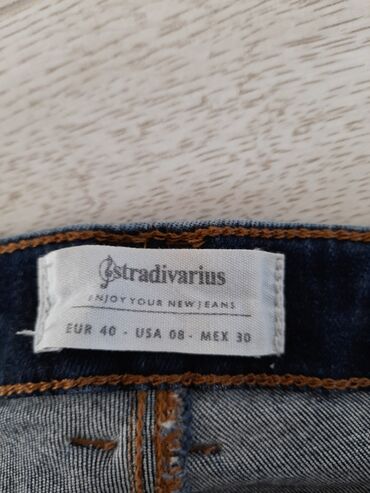 stradivarius
ENJOY YOUR NEW JEANS
EUR 40 - USA 08 - MEX 30